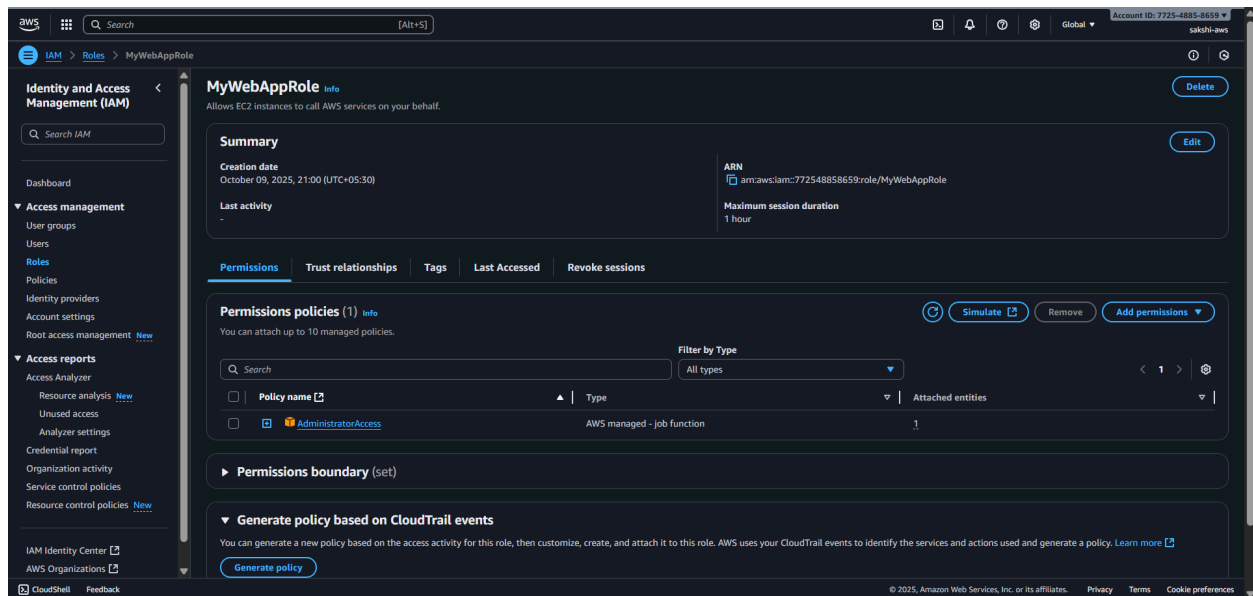 aws
Search [Alt+S]
Global
Account ID: 7725-4885-8659
sakshi-aws
IAM > Roles > MyWebAppRole
Identity and Access Management (IAM)
Search IAM
Dashboard
Access management
User groups
Users
Roles
Policies
Identity providers
Account settings
Root access management New
Access reports
Access Analyzer
Resource analysis New
Unused access
Analyzer settings
Credential report
Organization activity
Service control policies
Resource control policies New
IAM Identity Center
AWS Organizations
MyWebAppRole Info
Delete
Allows EC2 instances to call AWS services on your behalf.
Summary
Edit
Creation date
October 09, 2025, 21:00 (UTC+05:30)
ARN
arn:aws:iam::772548858659:role/MyWebAppRole
Last activity
-
Maximum session duration
1 hour
Permissions Trust relationships Tags Last Accessed Revoke sessions
Permissions policies (1) Info
Simulate Remove Add permissions
You can attach up to 10 managed policies.
Filter by Type
Search
All types
< 1 >
Policy name Type Attached entities
AdministratorAccess AWS managed - job function 1
Permissions boundary (set)
Generate policy based on CloudTrail events
You can generate a new policy based on the access activity for this role, then customize, create, and attach it to this role. AWS uses your CloudTrail events to identify the services and actions used and generate a policy. Learn more
Generate policy
CloudShell Feedback
© 2025, Amazon Web Services, Inc. or its affiliates. Privacy Terms Cookie preferences